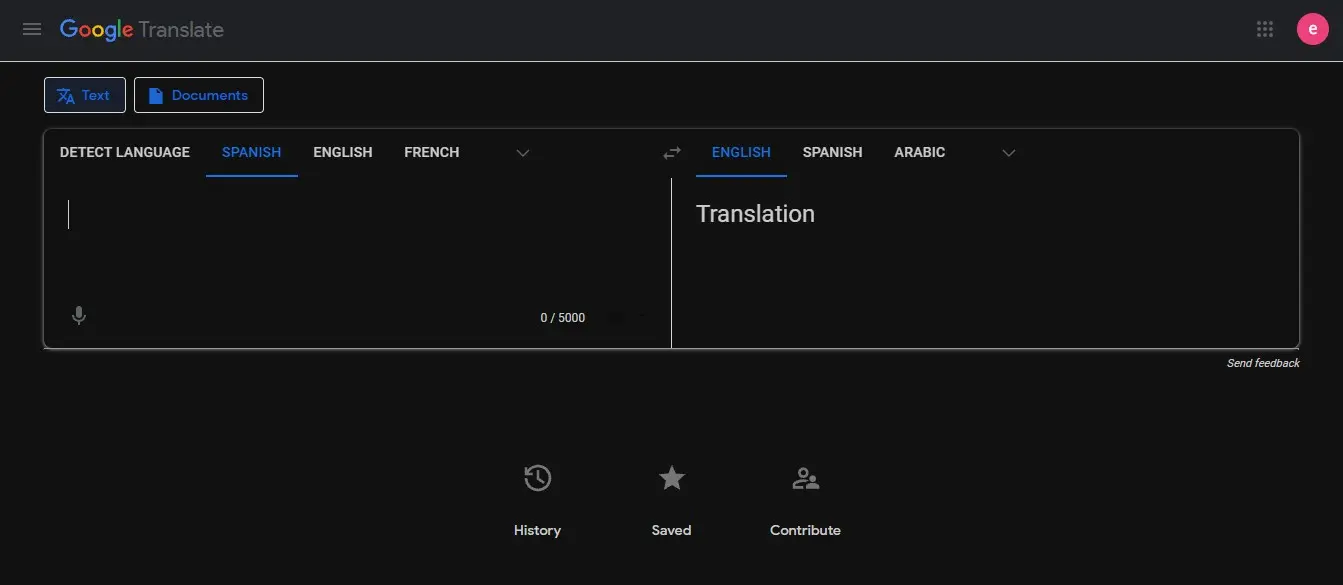 Google Translate
e
Text Documents
DETECT LANGUAGE SPANISH ENGLISH FRENCH ENGLISH SPANISH ARABIC
Translation
0 / 5000
Send feedback
History Saved Contribute